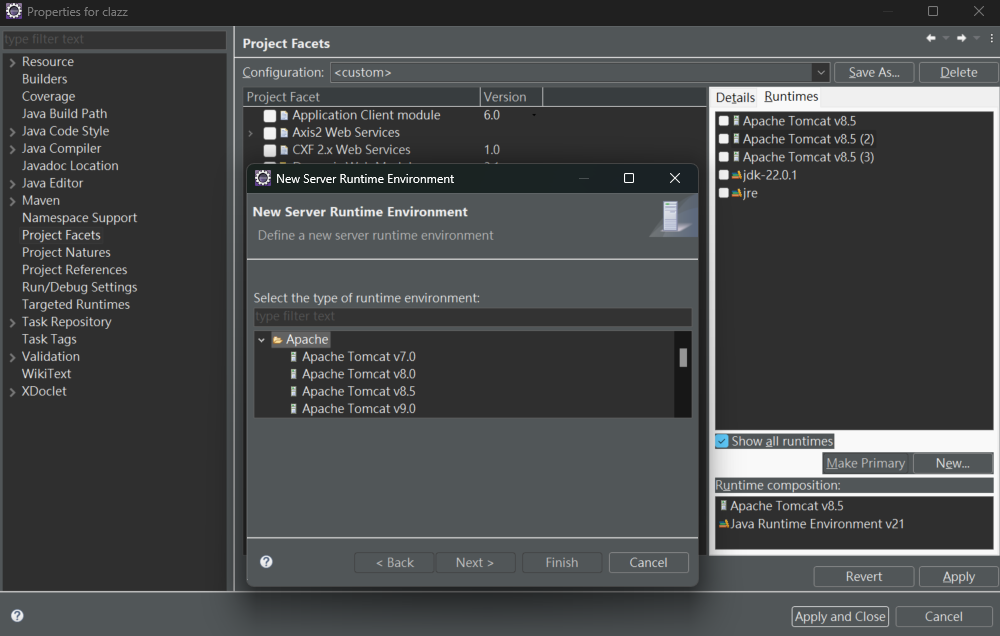 Properties for clazz
type filter text
Resource
Builders
Coverage
Java Build Path
Java Code Style
Java Compiler
Javadoc Location
Java Editor
Maven
Namespace Support
Project Facets
Project Natures
Project References
Run/Debug Settings
Targeted Runtimes
Task Repository
Task Tags
Validation
WikiText
XDoclet
Project Facets
Configuration: <custom>
Save As...
Delete
Project Facet Version
Application Client module 6.0
Axis2 Web Services
CXF 2.x Web Services 1.0
New Server Runtime Environment
New Server Runtime Environment
Define a new server runtime environment
Select the type of runtime environment:
type filter text
Apache
Apache Tomcat v7.0
Apache Tomcat v8.0
Apache Tomcat v8.5
Apache Tomcat v9.0
< Back
Next >
Finish
Cancel
Details Runtimes
Apache Tomcat v8.5
Apache Tomcat v8.5 (2)
Apache Tomcat v8.5 (3)
jdk-22.0.1
jre
Show all runtimes
Make Primary
New...
Runtime composition:
Apache Tomcat v8.5
Java Runtime Environment v21
Revert
Apply
Apply and Close
Cancel